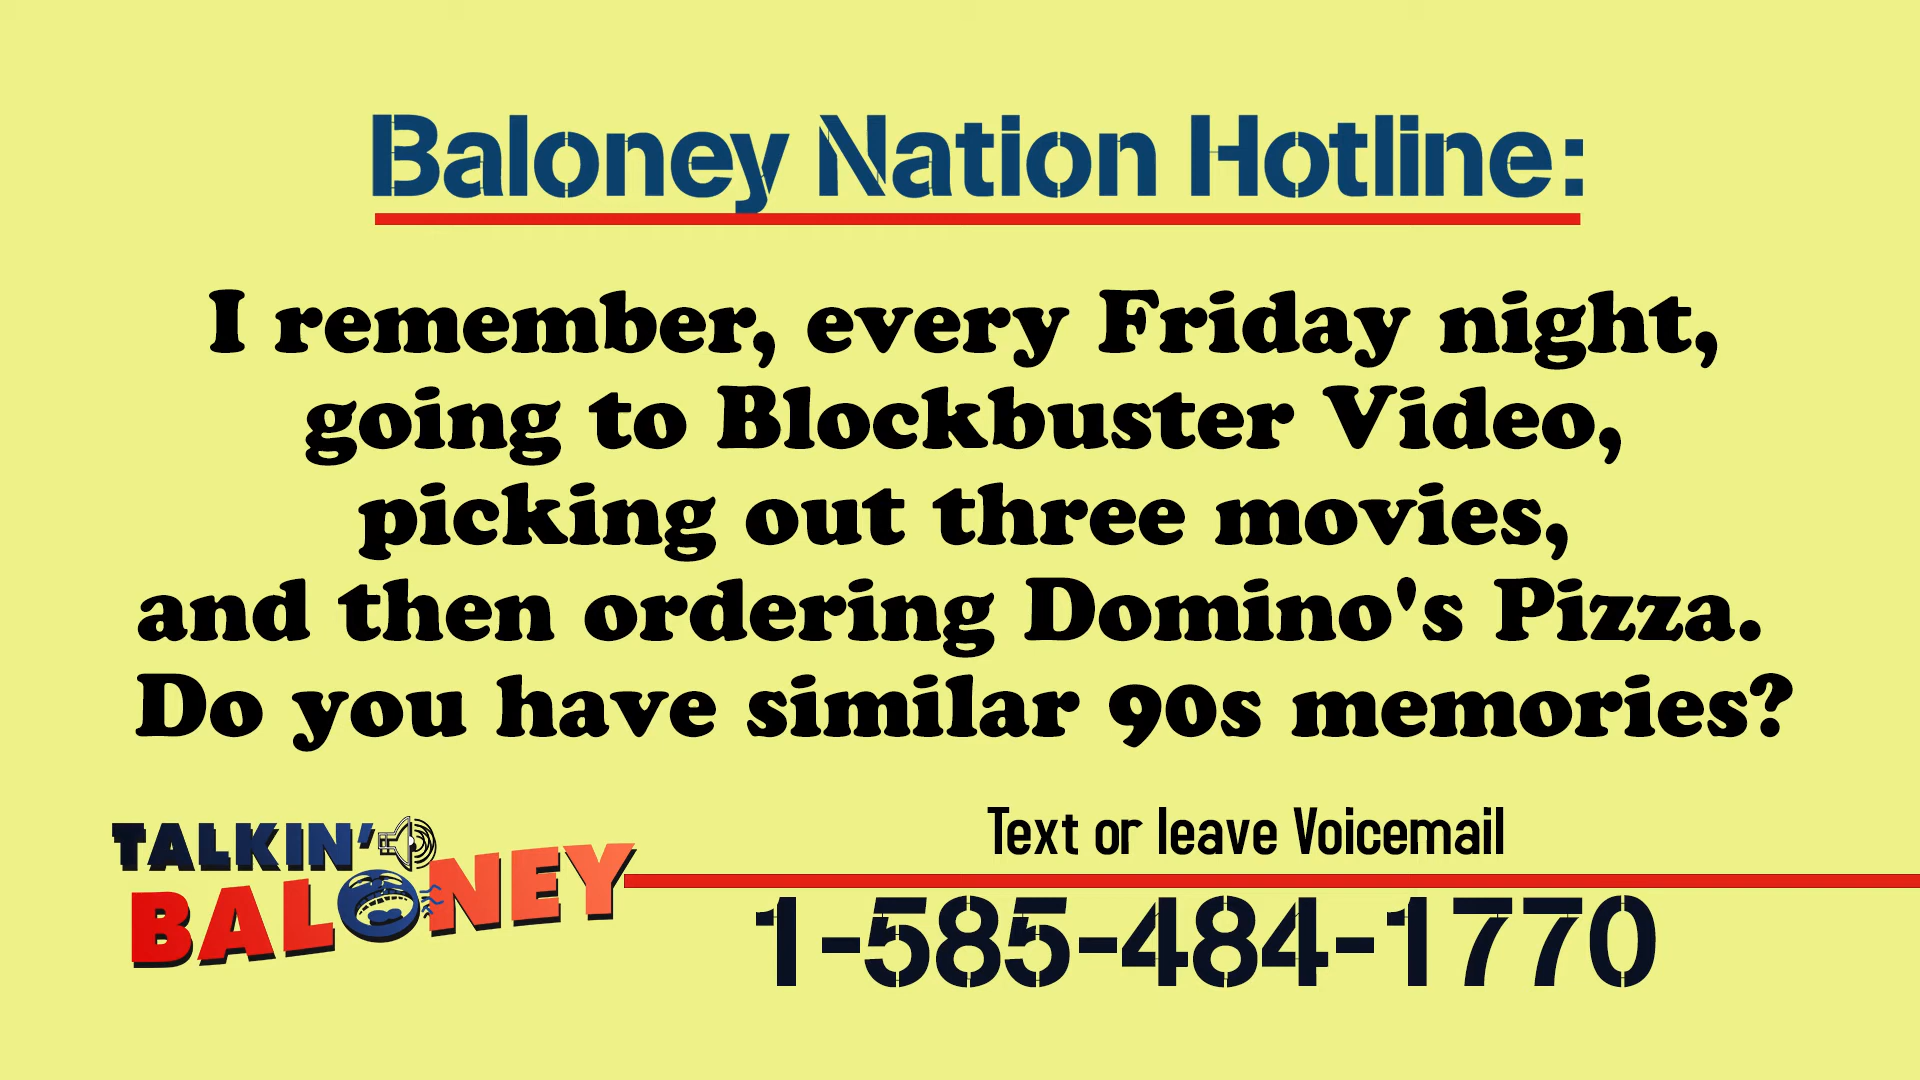 Baloney Nation Hotline:
I remember, every Friday night,
going to Blockbuster Video,
picking out three movies,
and then ordering Domino's Pizza.
Do you have similar 90s memories?
TALKIN'
BALONEY
Text or leave Voicemail
1-585-484-1770